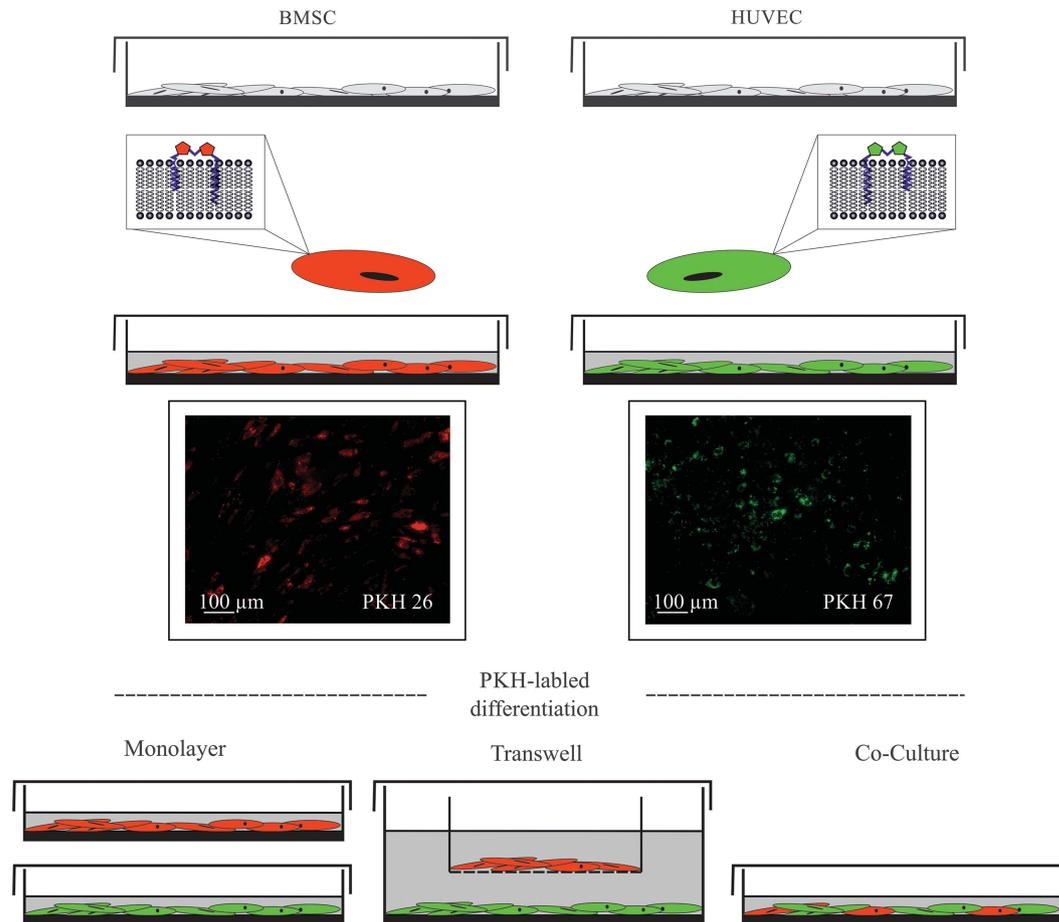 BMSC
HUVEC
100 µm
PKH 26
100 µm
PKH 67
PKH-labled
differentiation
Monolayer
Transwell
Co-Culture